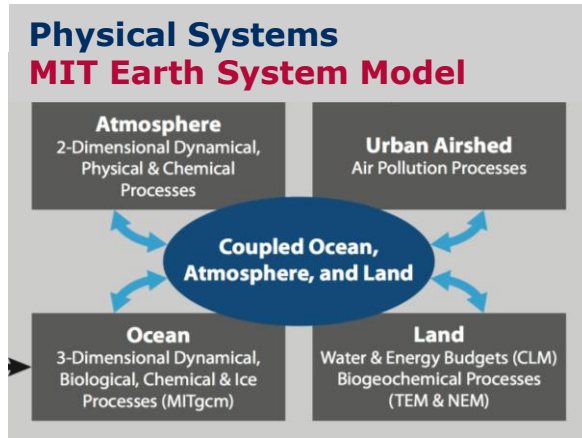 Physical Systems
MIT Earth System Model
Atmosphere
2-Dimensional Dynamical,
Physical & Chemical
Processes
Urban Airshed
Air Pollution Processes
Coupled Ocean,
Atmosphere, and Land
Ocean
3-Dimensional Dynamical,
Biological, Chemical & Ice
Processes (MITgcm)
Land
Water & Energy Budgets (CLM)
Biogeochemical Processes
(TEM & NEM)